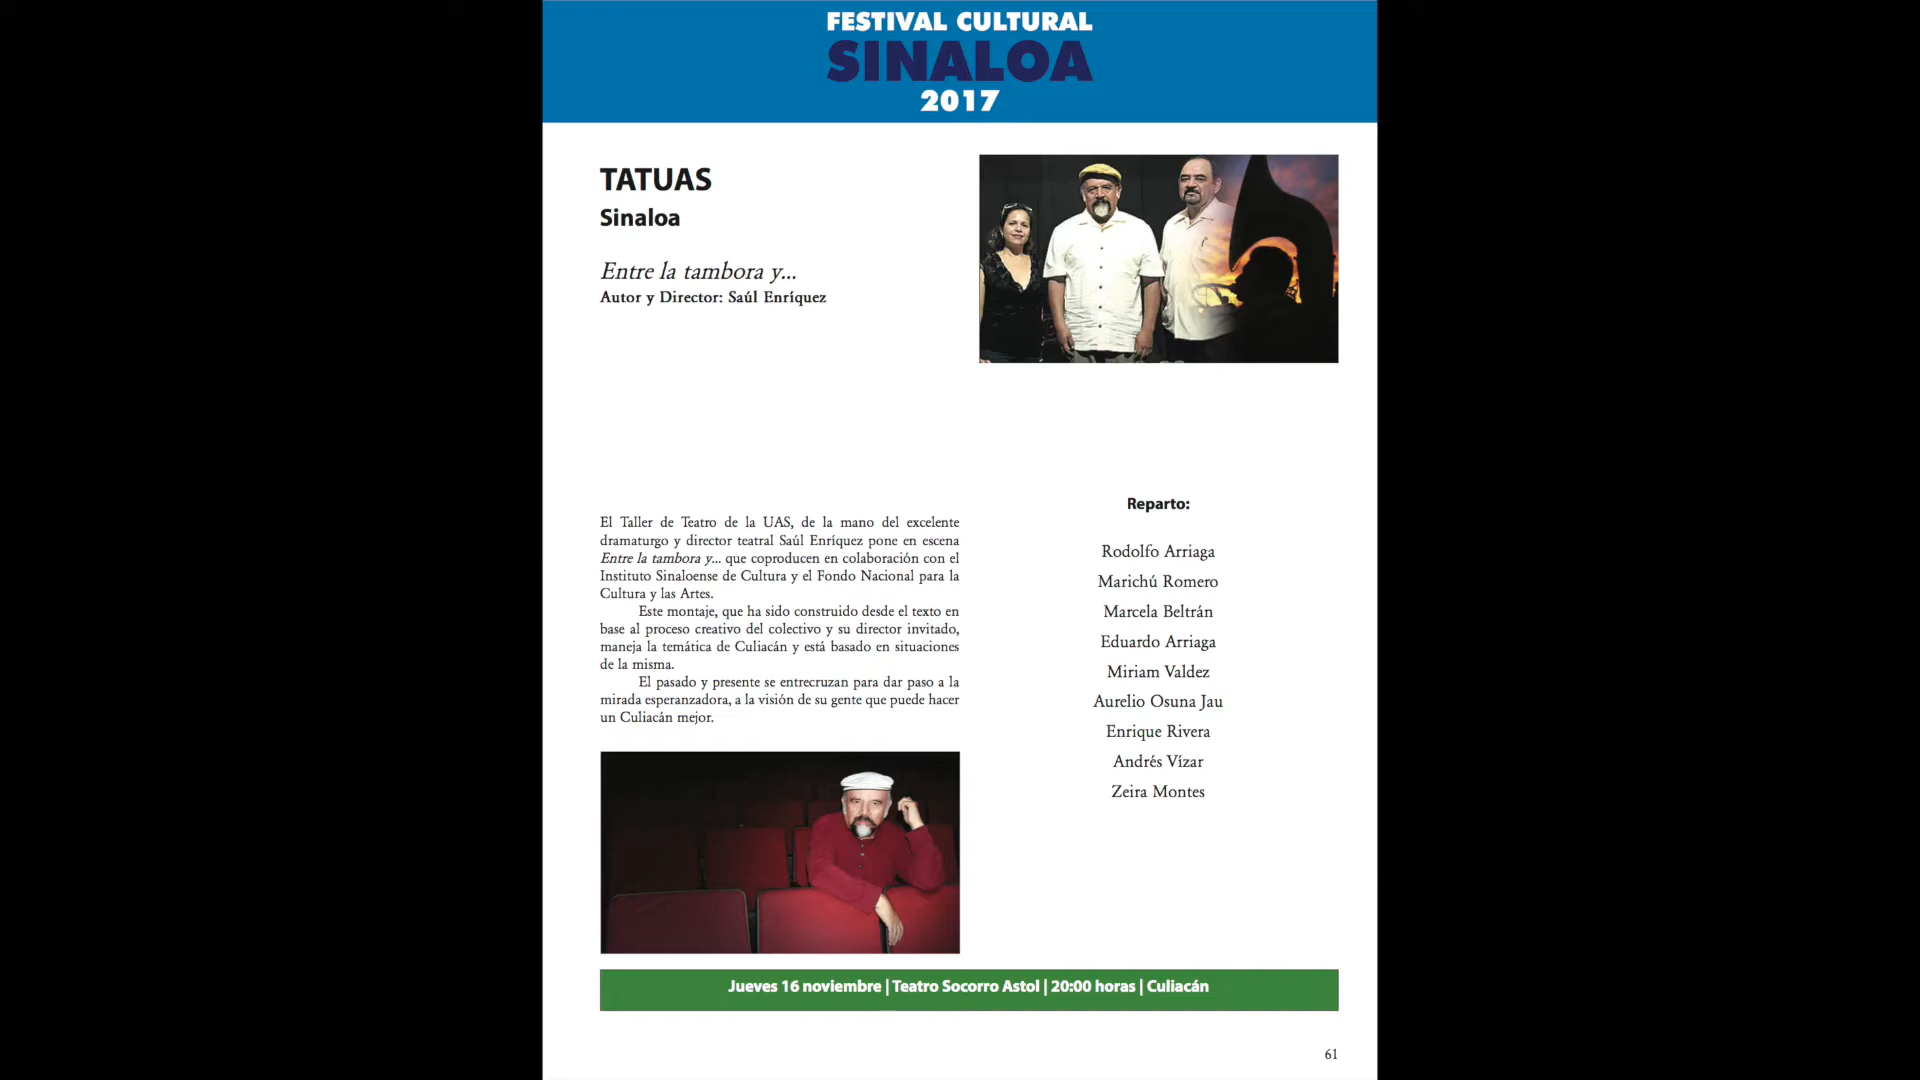 FESTIVAL CULTURAL
SINALOA
2017
TATUAS
Sinaloa
Entre la tambora y...
Autor y Director: Saúl Enríquez
El Taller de Teatro de la UAS, de la mano del excelente
dramaturgo y director teatral Saúl Enríquez pone en escena
Entre la tambora y... que coproducen en colaboración con el
Instituto Sinaloense de Cultura y el Fondo Nacional para la
Cultura y las Artes.
Este montaje, que ha sido construido desde el texto en
base al proceso creativo del colectivo y su director invitado,
maneja la temática de Culiacán y está basado en situaciones
de la misma.
El pasado y presente se entrecruzan para dar paso a la
mirada esperanzadora, a la visión de su gente que puede hacer
un Culiacán mejor.
Reparto:
Rodolfo Arriaga
Marichú Romero
Marcela Beltrán
Eduardo Arriaga
Miriam Valdez
Aurelio Osuna Jau
Enrique Rivera
Andrés Vízar
Zeira Montes
Jueves 16 noviembre | Teatro Socorro Astol | 20:00 horas | Culiacán
61